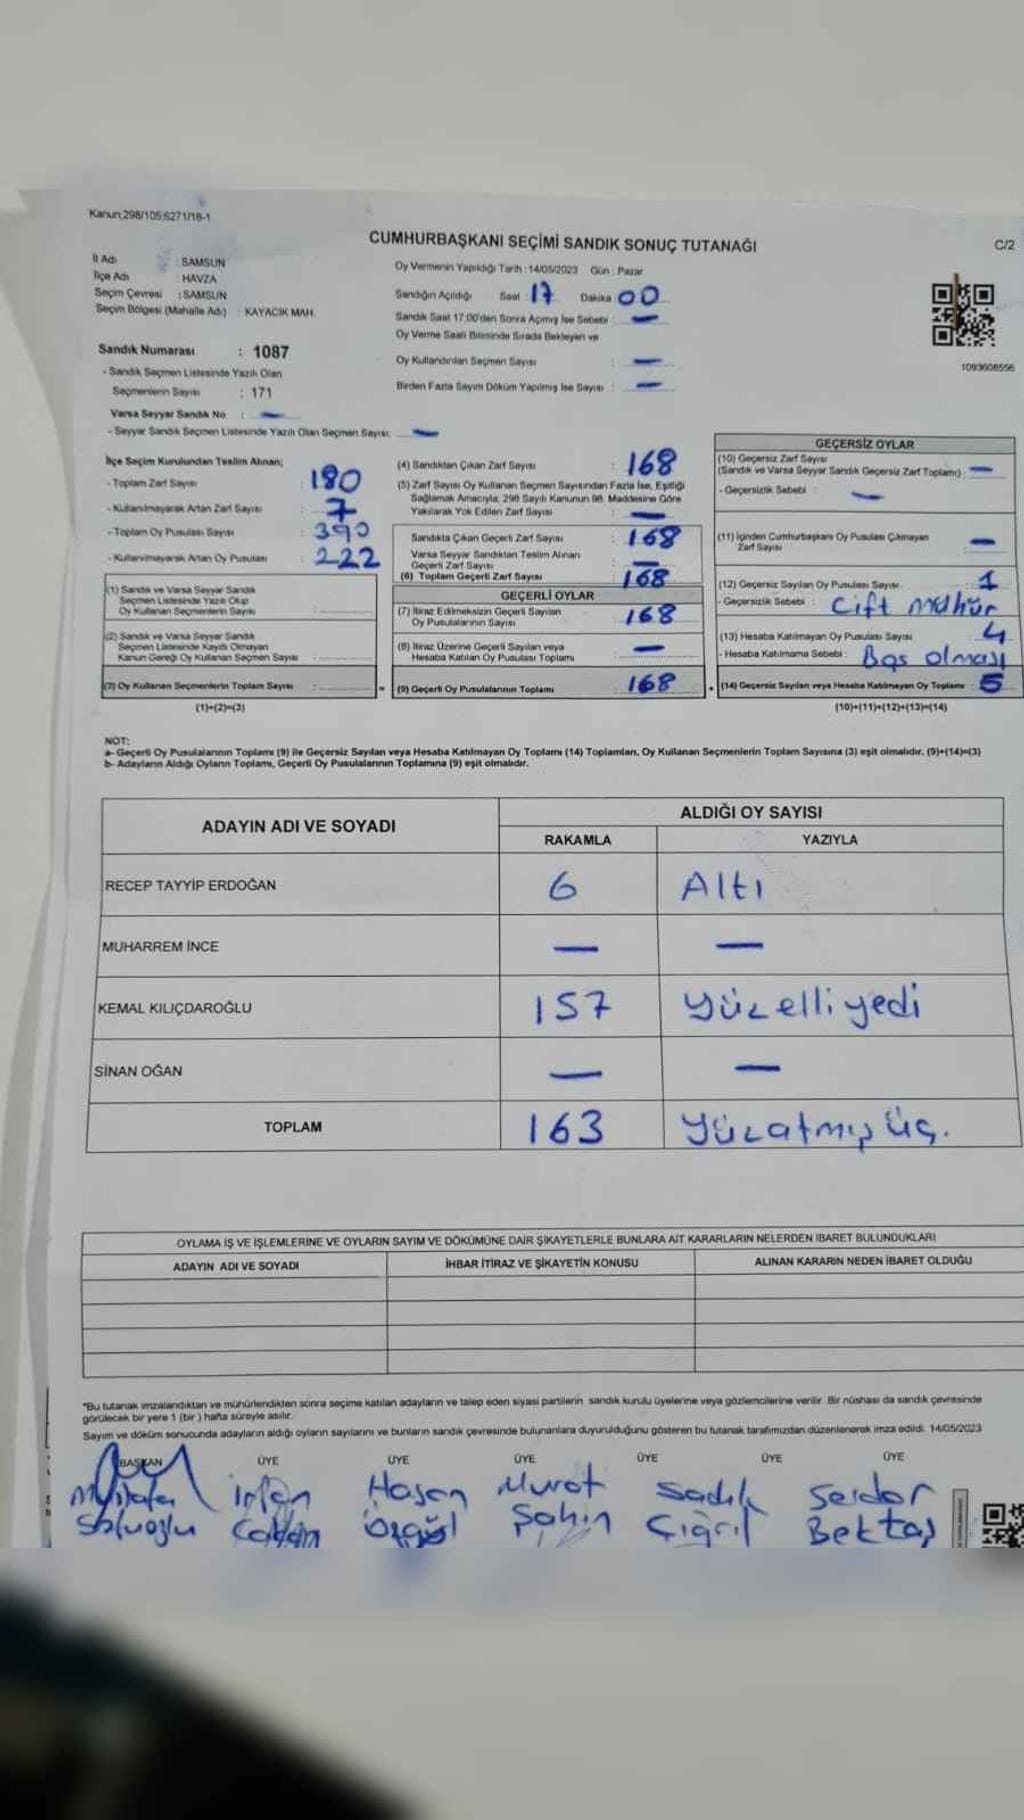 Kanun;298/105;6271/18-1
CUMHURBAŞKANI SEÇİMİ SANDIK SONUÇ TUTANAĞI
C/2
İl Adı : SAMSUN
İlçe Adı : HAVZA
Seçim Çevresi : SAMSUN
Seçim Bölgesi (Mahalle Adı) : KAYACIK MAH.
Oy Vermenin Yapıldığı Tarih : 14/05/2023 Gün : Pazar
Sandığın Açıldığı Saat 17 Dakika 00
Sandık Saat 17.00'den Sonra Açılmış İse Sebebi : —
Oy Verme Saati Bitiminde Sırada Bekleyen ve
Oy Kullandırılan Seçmen Sayısı : —
Birden Fazla Sayım Döküm Yapılmış İse Sayısı : —
1093608556
Sandık Numarası : 1087
- Sandık Seçmen Listesinde Yazılı Olan
Seçmenlerin Sayısı : 171
Varsa Seyyar Sandık No : —
- Seyyar Sandık Seçmen Listesinde Yazılı Olan Seçmen Sayısı: —
İlçe Seçim Kurulundan Teslim Alınan;
- Toplam Zarf Sayısı : 180
- Kullanılmayarak Artan Zarf Sayısı : 7
- Toplam Oy Pusulası Sayısı : 390
- Kullanılmayarak Artan Oy Pusulası : 222
(1) Sandık ve Varsa Seyyar Sandık
Seçmen Listesinde Yazılı Olup
Oy Kullanan Seçmenlerin Sayısı :
(2) Sandık ve Varsa Seyyar Sandık
Seçmen Listesinde Kayıtlı Olmayan
Kanun Gereği Oy Kullanan Seçmen Sayısı :
(3) Oy Kullanan Seçmenlerin Toplam Sayısı :
(1)+(2)=(3)
(4) Sandıktan Çıkan Zarf Sayısı : 168
(5) Zarf Sayısı Oy Kullanan Seçmen Sayısından Fazla İse, Eşitliği
Sağlamak Amacıyla, 298 Sayılı Kanunun 98. Maddesine Göre
Yakılarak Yok Edilen Zarf Sayısı : —
Sandıkta Çıkan Geçerli Zarf Sayısı : 168
Varsa Seyyar Sandıktan Teslim Alınan
Geçerli Zarf Sayısı : —
(6) Toplam Geçerli Zarf Sayısı : 168
GEÇERLİ OYLAR
(7) İtiraz Edilmeksizin Geçerli Sayılan
Oy Pusulalarının Sayısı : 168
(8) İtiraz Üzerine Geçerli Sayılan veya
Hesaba Katılan Oy Pusulası Toplamı : —
= (9) Geçerli Oy Pusulalarının Toplamı : 168 +
GEÇERSİZ OYLAR
(10) Geçersiz Zarf Sayısı
(Sandık ve Varsa Seyyar Sandık Geçersiz Zarf Toplamı) : —
- Geçersizlik Sebebi : —
(11) İçinden Cumhurbaşkanı Oy Pusulası Çıkmayan
Zarf Sayısı : —
(12) Geçersiz Sayılan Oy Pusulası Sayısı : 1
- Geçersizlik Sebebi : Çift mühür
(13) Hesaba Katılmayan Oy Pusulası Sayısı : 4
- Hesaba Katılmama Sebebi : Boş olması
(14) Geçersiz Sayılan veya Hesaba Katılmayan Oy Toplamı : 5
(10)+(11)+(12)+(13)=(14)
NOT:
a- Geçerli Oy Pusulalarının Toplamı (9) ile Geçersiz Sayılan veya Hesaba Katılmayan Oy Toplamı (14) Toplamları, Oy Kullanan Seçmenlerin Toplam Sayısına (3) eşit olmalıdır. (9)+(14)=(3)
b- Adayların Aldığı Oyların Toplamı, Geçerli Oy Pusulalarının Toplamına (9) eşit olmalıdır.
ADAYIN ADI VE SOYADI
ALDIĞI OY SAYISI
RAKAMLA YAZIYLA
RECEP TAYYİP ERDOĞAN 6 Altı
MUHARREM İNCE — —
KEMAL KILIÇDAROĞLU 157 Yüzelli yedi
SİNAN OĞAN — —
TOPLAM 163 Yüzatmış üç.
OYLAMA İŞ VE İŞLEMLERİNE VE OYLARIN SAYIM VE DÖKÜMÜNE DAİR ŞİKAYETLERLE BUNLARA AİT KARARLARIN NELERDEN İBARET BULUNDUKLARI
ADAYIN ADI VE SOYADI İHBAR İTİRAZ VE ŞİKAYETİN KONUSU ALINAN KARARIN NEDEN İBARET OLDUĞU
*Bu tutanak imzalandıktan ve mühürlendikten sonra seçime katılan adayların ve talep eden siyasi partilerin sandık kurulu üyelerine veya gözlemcilerine verilir. Bir nüshası da sandık çevresinde
görülecek bir yere 1 (bir) hafta süreyle asılır.
Sayım ve döküm sonucunda adayların aldığı oyların sayılarını ve bunların sandık çevresinde bulunanlara duyurulduğunu gösteren bu tutanak tarafımızdan düzenlenerek imza edildi. 14/05/2023
BAŞKAN ÜYE ÜYE ÜYE ÜYE ÜYE ÜYE
Mustafa İrfan Hasan Murat Sadık Serdar
Özgül Şahin Çığrıt Bektaş